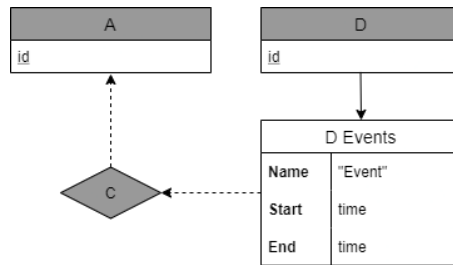 A
D
id
id
D Events
Name "Event"
Start time
End time
C